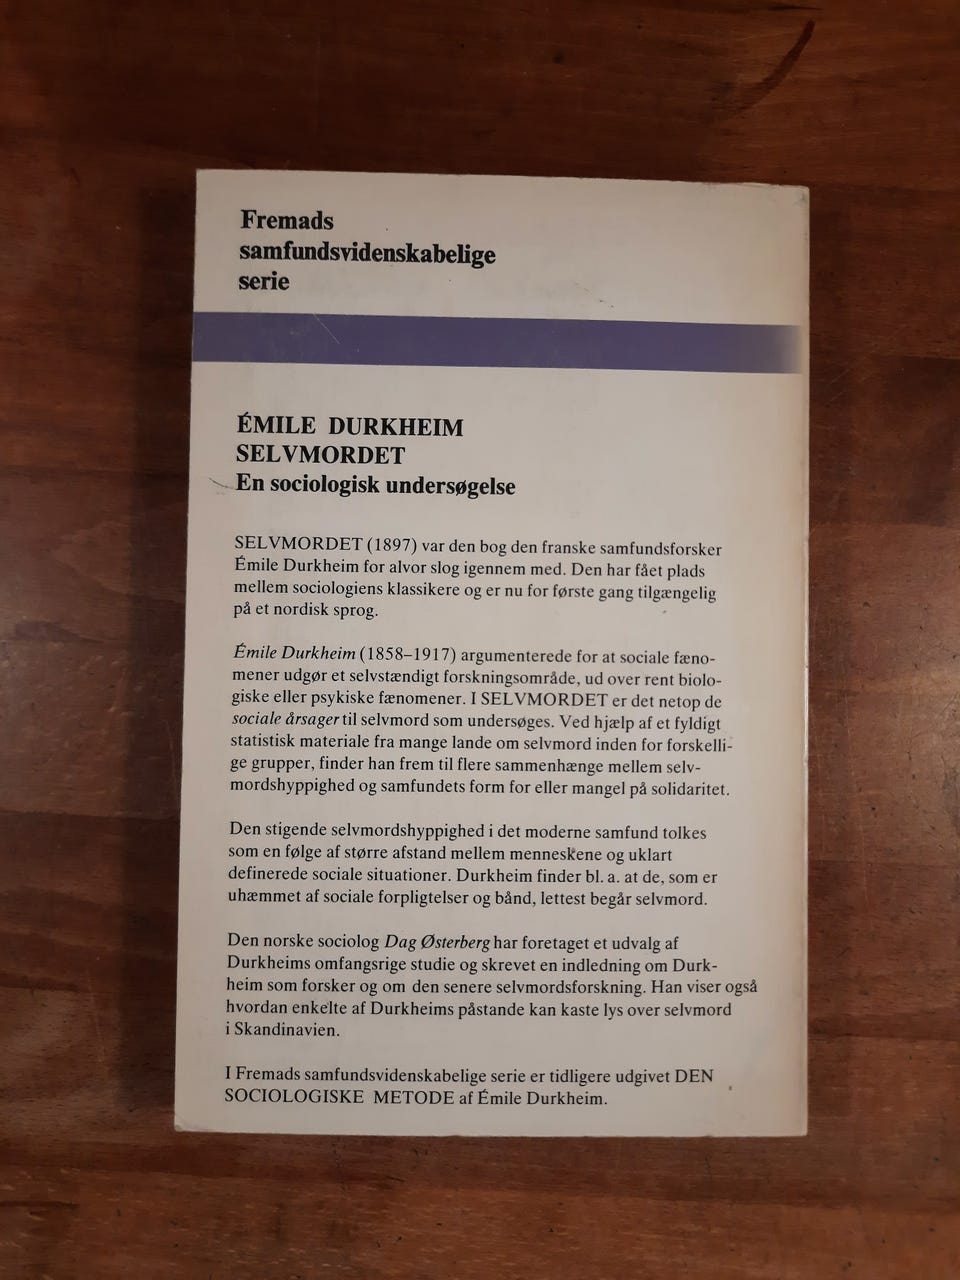 Fremads
samfundsvidenskabelige
serie
ÉMILE DURKHEIM
SELVMORDET
En sociologisk undersøgelse
SELVMORDET (1897) var den bog den franske samfundsforsker
Émile Durkheim for alvor slog igennem med. Den har fået plads
mellem sociologiens klassikere og er nu for første gang tilgængelig
på et nordisk sprog.
Émile Durkheim (1858–1917) argumenterede for at sociale fæno-
mener udgør et selvstændigt forskningsområde, ud over rent biolo-
giske eller psykiske fænomener. I SELVMORDET er det netop de
sociale årsager til selvmord som undersøges. Ved hjælp af et fyldigt
statistisk materiale fra mange lande om selvmord inden for forskelli-
ge grupper, finder han frem til flere sammenhænge mellem selv-
mordshyppighed og samfundets form for eller mangel på solidaritet.
Den stigende selvmordshyppighed i det moderne samfund tolkes
som en følge af større afstand mellem menneskene og uklart
definerede sociale situationer. Durkheim finder bl. a. at de, som er
uhæmmet af sociale forpligtelser og bånd, lettest begår selvmord.
Den norske sociolog Dag Østerberg har foretaget et udvalg af
Durkheims omfangsrige studie og skrevet en indledning om Durk-
heim som forsker og om den senere selvmordsforskning. Han viser også
hvordan enkelte af Durkheims påstande kan kaste lys over selvmord
i Skandinavien.
I Fremads samfundsvidenskabelige serie er tidligere udgivet DEN
SOCIOLOGISKE METODE af Émile Durkheim.